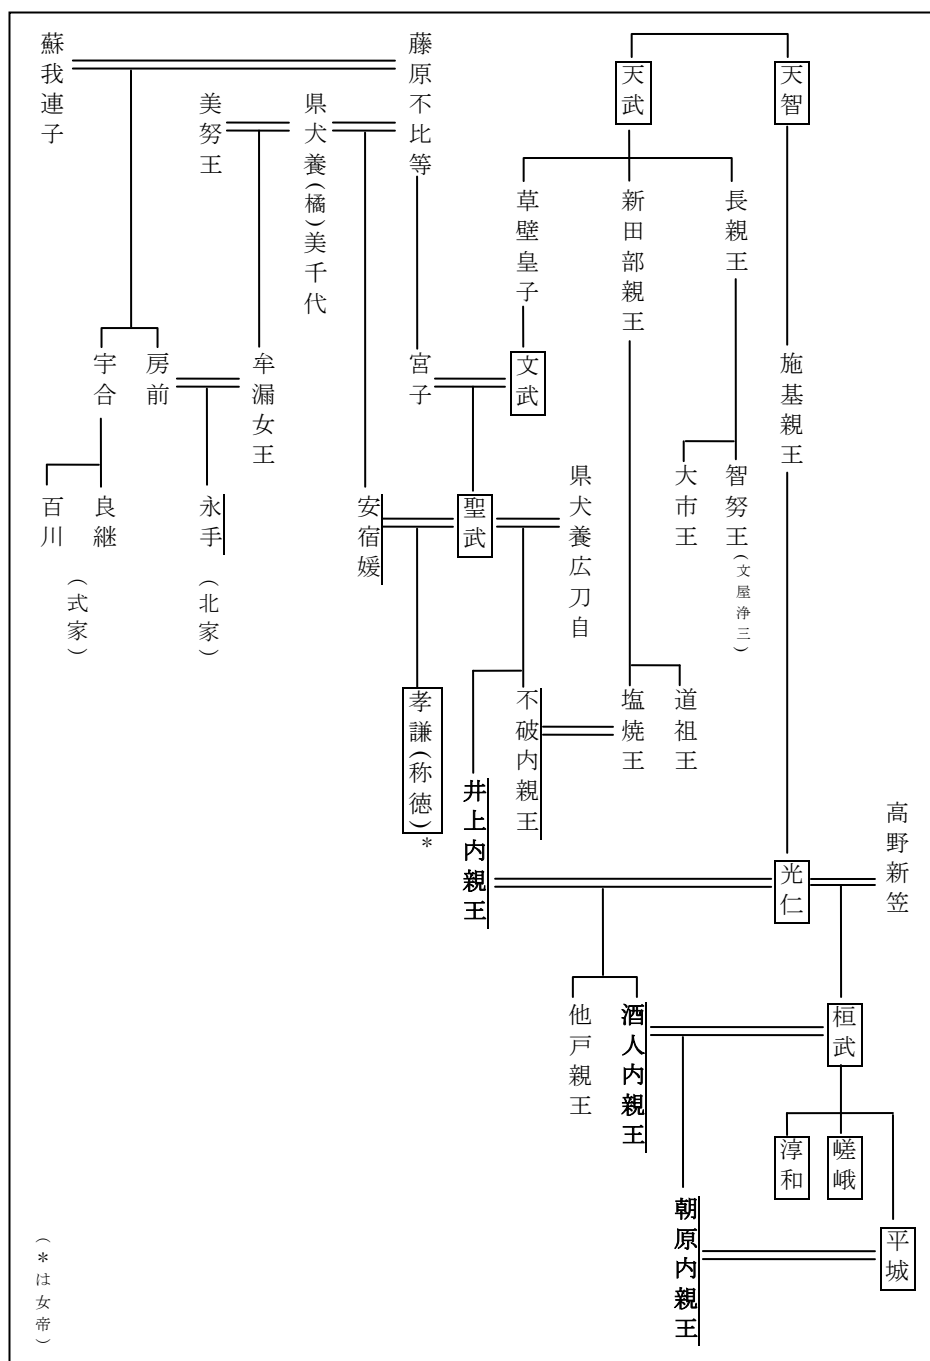 天智
天武
長親王
新田部親王
草壁皇子
藤原不比等
県犬養(橘)美千代
美努王
蘇我連子
施基親王
智努王(文屋浄三)
大市王
文武
宮子
牟漏女王
房前
宇合
県犬養広刀自
聖武
安宿媛
永手
(北家)
良継
百川
(式家)
道祖王
塩焼王
不破内親王
井上内親王
孝謙(称徳)*
高野新笠
光仁
桓武
酒人内親王
他戸親王
平城
嵯峨
淳和
朝原内親王
(*は女帝)